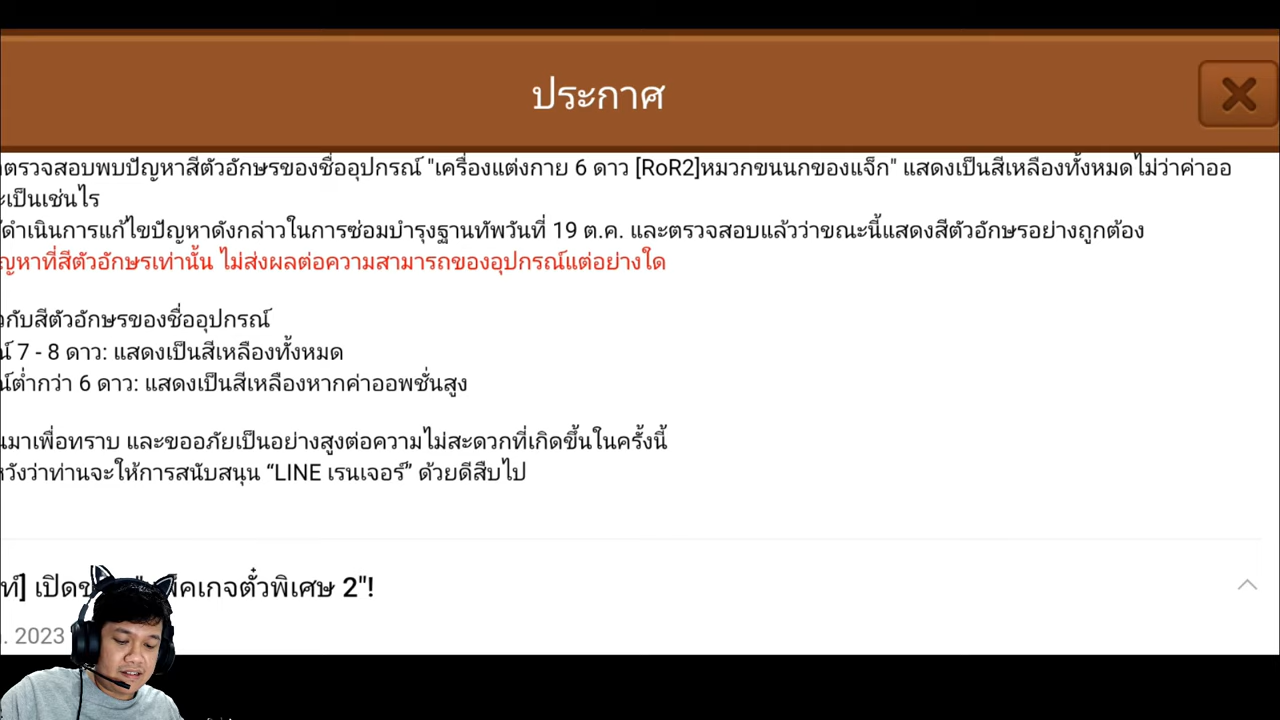 ประกาศ
ตรวจสอบพบปัญหาสีตัวอักษรของชื่ออุปกรณ์ "เครื่องแต่งกาย 6 ดาว [RoR2]หมวกขนนกของแจ็ก" แสดงเป็นสีเหลืองทั้งหมดไม่ว่าค่าออ
ะเป็นเช่นไร
ดำเนินการแก้ไขปัญหาดังกล่าวในการซ่อมบำรุงฐานทัพวันที่ 19 ต.ค. และตรวจสอบแล้วว่าขณะนี้แสดงสีตัวอักษรอย่างถูกต้อง
ญหาที่สีตัวอักษรเท่านั้น ไม่ส่งผลต่อความสามารถของอุปกรณ์แต่อย่างใด
วกับสีตัวอักษรของชื่ออุปกรณ์
ณ์ 7 - 8 ดาว: แสดงเป็นสีเหลืองทั้งหมด
ณ์ต่ำกว่า 6 ดาว: แสดงเป็นสีเหลืองหากค่าออพชั่นสูง
นมาเพื่อทราบ และขออภัยเป็นอย่างสูงต่อความไม่สะดวกที่เกิดขึ้นในครั้งนี้
หวังว่าท่านจะให้การสนับสนุน “LINE เรนเจอร์” ด้วยดีสืบไป
ท์] เปิดข พ็คเกจตั๋วพิเศษ 2"!
. 2023